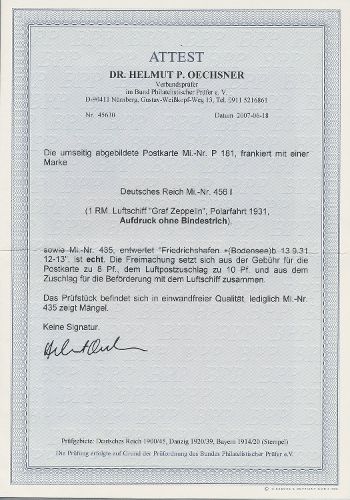 ATTEST
DR. HELMUT P. OECHSNER
Verbandsprüfer
im Bund Philatelistischer Prüfer e. V.
D-90411 Nürnberg, Gustav-Weißkopf-Weg 13, Tel. 0911 5216861
Nr. 45630 Datum 2007-06-18
Die umseitig abgebildete Postkarte Mi.-Nr. P 181, frankiert mit einer
Marke
Deutsches Reich Mi.-Nr. 456 I
(1 RM. Luftschiff "Graf Zeppelin", Polarfahrt 1931,
Aufdruck ohne Bindestrich),
sowie Mi.-Nr. 435, entwertet "Friedrichshafen *(Bodensee)b 13.9.31.
12-13", ist echt. Die Freimachung setzt sich aus der Gebühr für die
Postkarte zu 6 Pf., dem Luftpostzuschlag zu 10 Pf. und aus dem
Zuschlag für die Beförderung mit dem Luftschiff zusammen.
Das Prüfstück befindet sich in einwandfreier Qualität, lediglich Mi.-Nr.
435 zeigt Mängel.
Keine Signatur.
Prüfgebiete: Deutsches Reich 1900/45, Danzig 1920/39, Bayern 1914/20 (Stempel)
Die Prüfung erfolgte auf Grund der Prüfordnung des Bundes Philatelistischer Prüfer e.V.